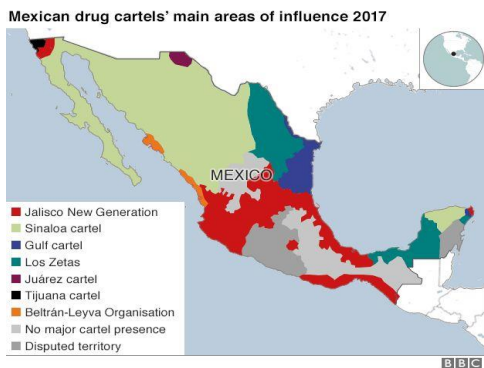 Mexican drug cartels' main areas of influence 2017
MEXICO
Jalisco New Generation
Sinaloa cartel
Gulf cartel
Los Zetas
Juárez cartel
Tijuana cartel
Beltrán-Leyva Organisation
No major cartel presence
Disputed territory
BBC